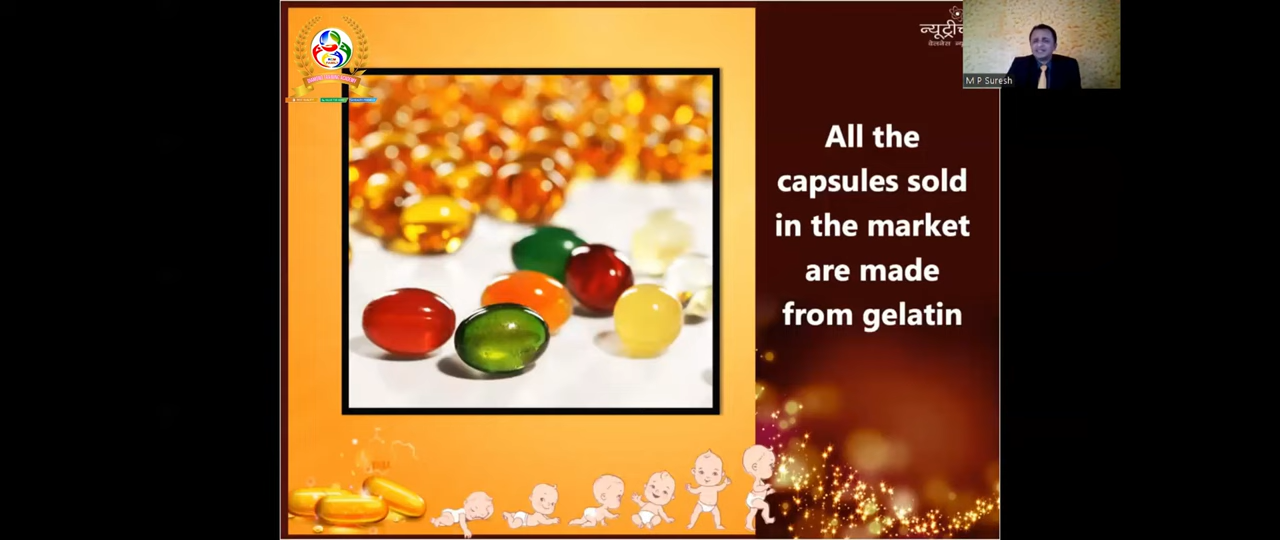 न्यूट्रीच
M P Suresh
All the
capsules sold
in the market
are made
from gelatin